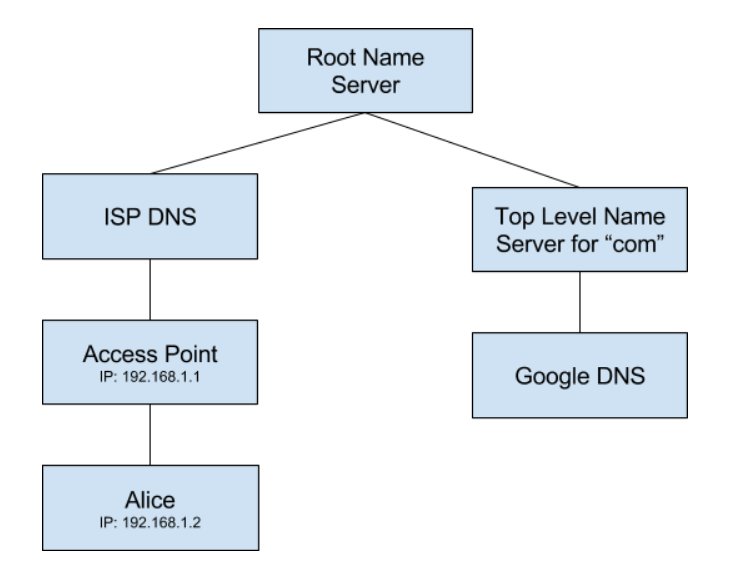 Root Name
Server
ISP DNS
Top Level Name
Server for “com”
Access Point
IP: 192.168.1.1
Google DNS
Alice
IP: 192.168.1.2